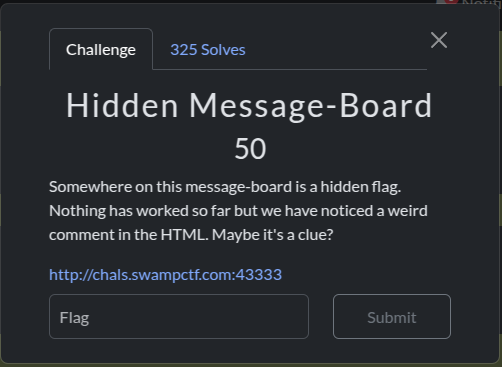 Challenge
325 Solves
Hidden Message-Board
50
Somewhere on this message-board is a hidden flag.
Nothing has worked so far but we have noticed a weird
comment in the HTML. Maybe it's a clue?
http://chals.swampctf.com:43333
Flag
Submit